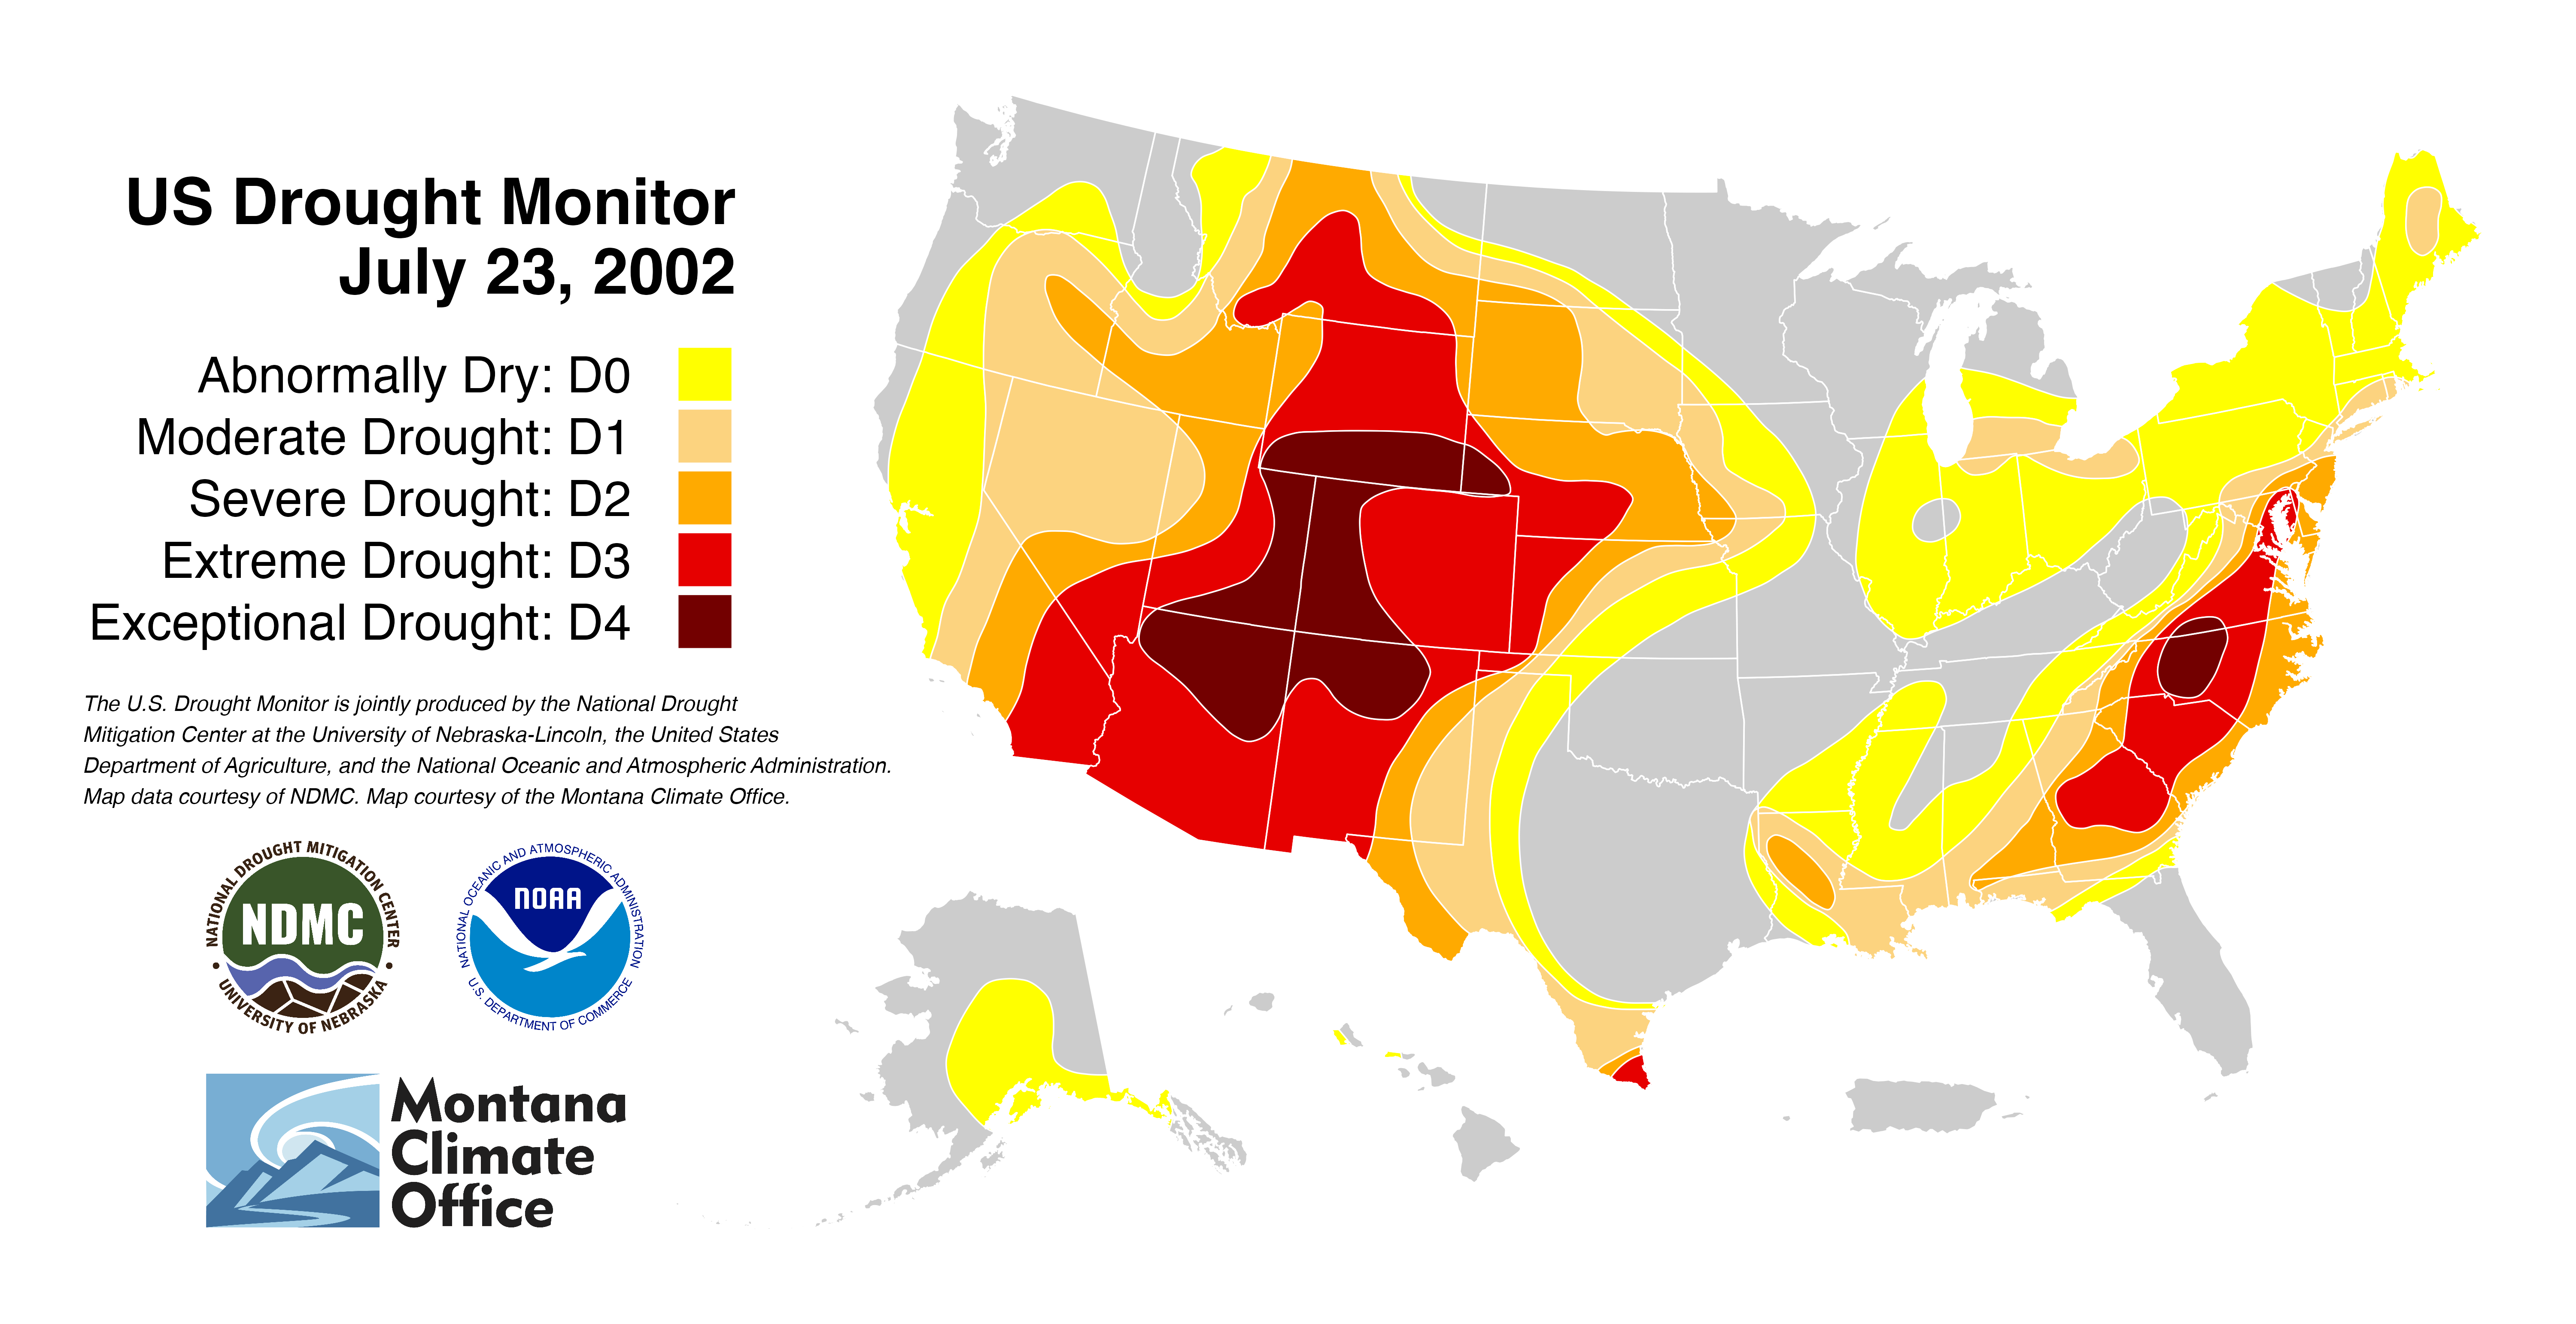 US Drought Monitor
July 23, 2002
Abnormally Dry: D0
Moderate Drought: D1
Severe Drought: D2
Extreme Drought: D3
Exceptional Drought: D4
The U.S. Drought Monitor is jointly produced by the National Drought
Mitigation Center at the University of Nebraska-Lincoln, the United States
Department of Agriculture, and the National Oceanic and Atmospheric Administration.
Map data courtesy of NDMC. Map courtesy of the Montana Climate Office.
NATIONAL DROUGHT MITIGATION CENTER
NDMC
• UNIVERSITY OF NEBRASKA •
NATIONAL OCEANIC AND ATMOSPHERIC ADMINISTRATION
NOAA
U.S. DEPARTMENT OF COMMERCE
Montana
Climate
Office